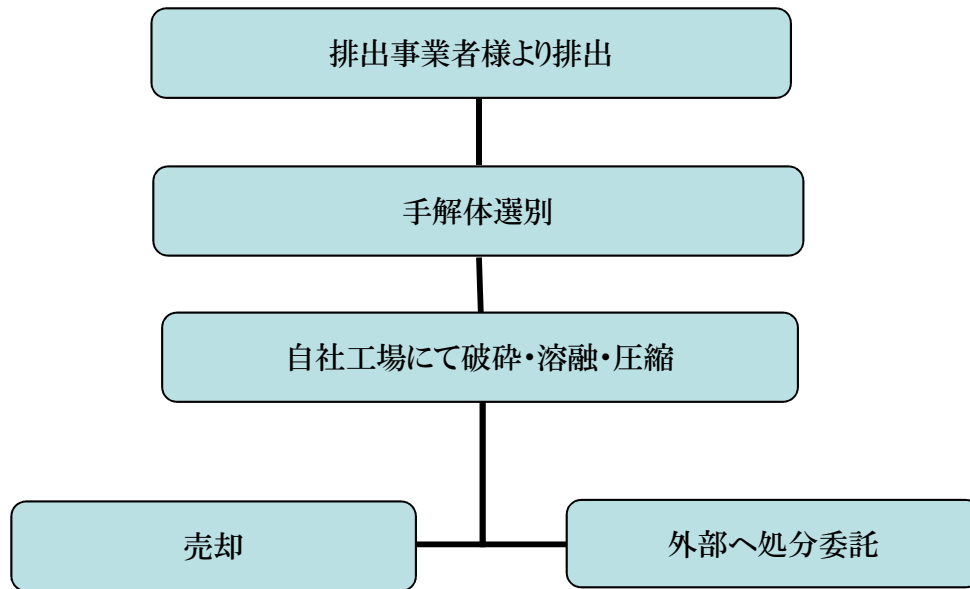 排出事業者様より排出
手解体選別
自社工場にて破砕・溶融・圧縮
売却
外部へ処分委託